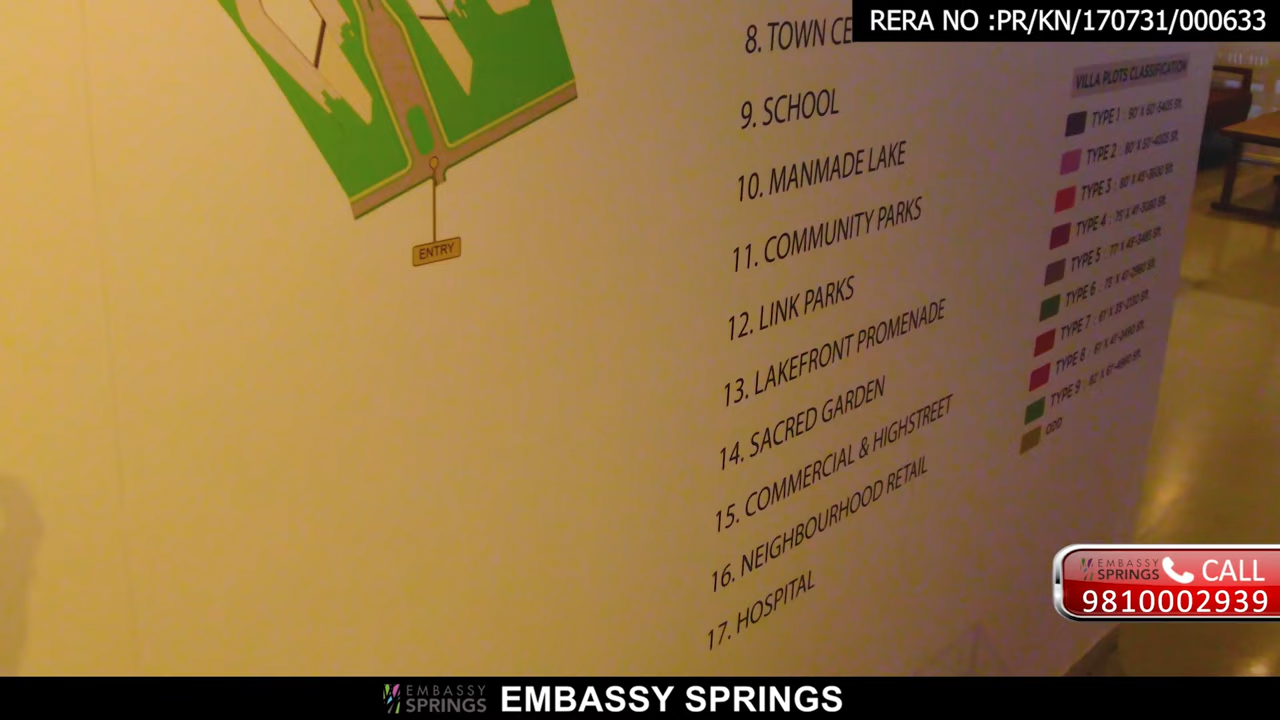 RERA NO :PR/KN/170731/000633
8. TOWN CE
9. SCHOOL
10. MANMADE LAKE
11. COMMUNITY PARKS
12. LINK PARKS
13. LAKEFRONT PROMENADE
14. SACRED GARDEN
15. COMMERCIAL & HIGHSTREET
16. NEIGHBOURHOOD RETAIL
17. HOSPITAL
ENTRY
VILLA PLOTS CLASSIFICATION
TYPE 1 :
TYPE 2 :
TYPE 3 :
TYPE 4 :
TYPE 5 :
TYPE 6 :
TYPE 7 :
TYPE 8 :
TYPE 9 :
ODD
EMBASSY
SPRINGS
CALL
9810002939
EMBASSY
SPRINGS
EMBASSY SPRINGS